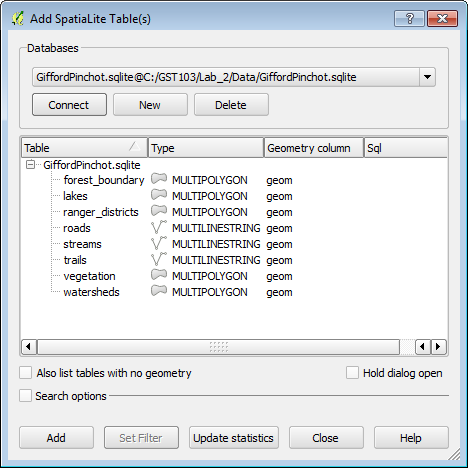 Add SpatiaLite Table(s)
Databases
GiffordPinchot.sqlite@C:/GST103/Lab_2/Data/GiffordPinchot.sqlite
Connect New Delete
Table Type Geometry column Sql
GiffordPinchot.sqlite
forest_boundary MULTIPOLYGON geom
lakes MULTIPOLYGON geom
ranger_districts MULTIPOLYGON geom
roads MULTILINESTRING geom
streams MULTILINESTRING geom
trails MULTILINESTRING geom
vegetation MULTIPOLYGON geom
watersheds MULTIPOLYGON geom
Also list tables with no geometry Hold dialog open
Search options
Add Set Filter Update statistics Close Help